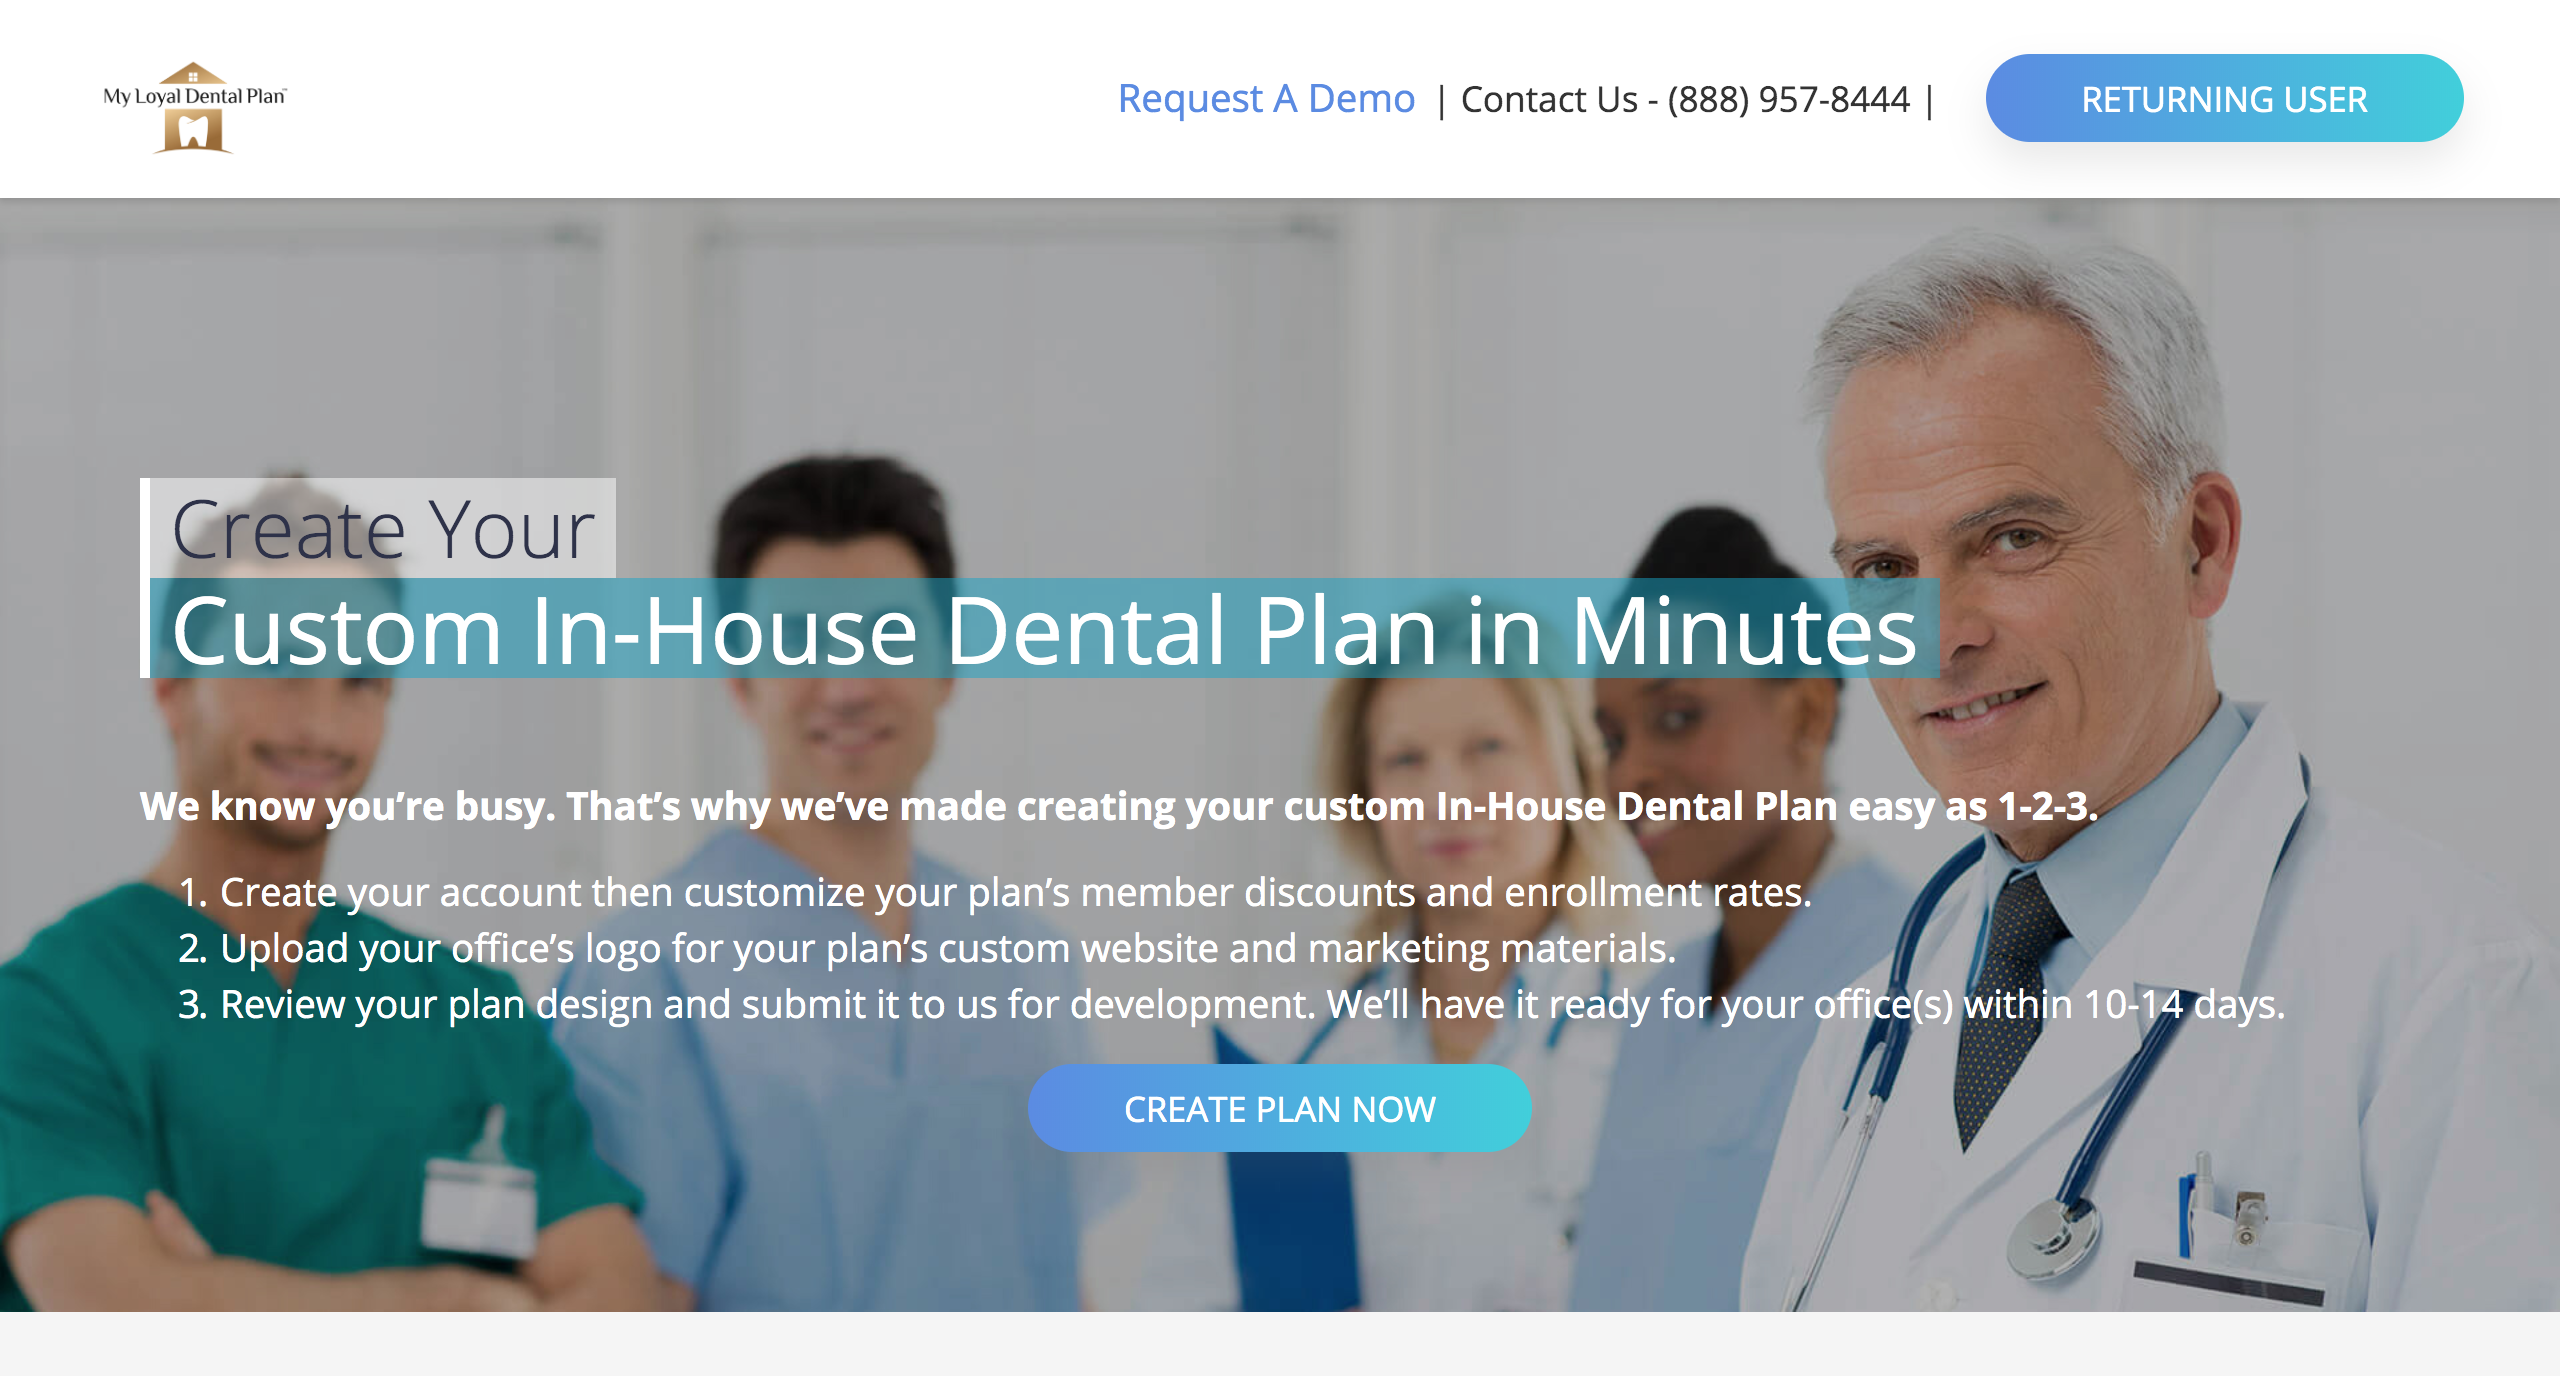 My Loyal Dental Plan
Request A Demo | Contact Us - (888) 957-8444 |
RETURNING USER
Create Your
Custom In-House Dental Plan in Minutes
We know you’re busy. That’s why we’ve made creating your custom In-House Dental Plan easy as 1-2-3.
1. Create your account then customize your plan’s member discounts and enrollment rates.
2. Upload your office’s logo for your plan’s custom website and marketing materials.
3. Review your plan design and submit it to us for development. We’ll have it ready for your office(s) within 10-14 days.
CREATE PLAN NOW